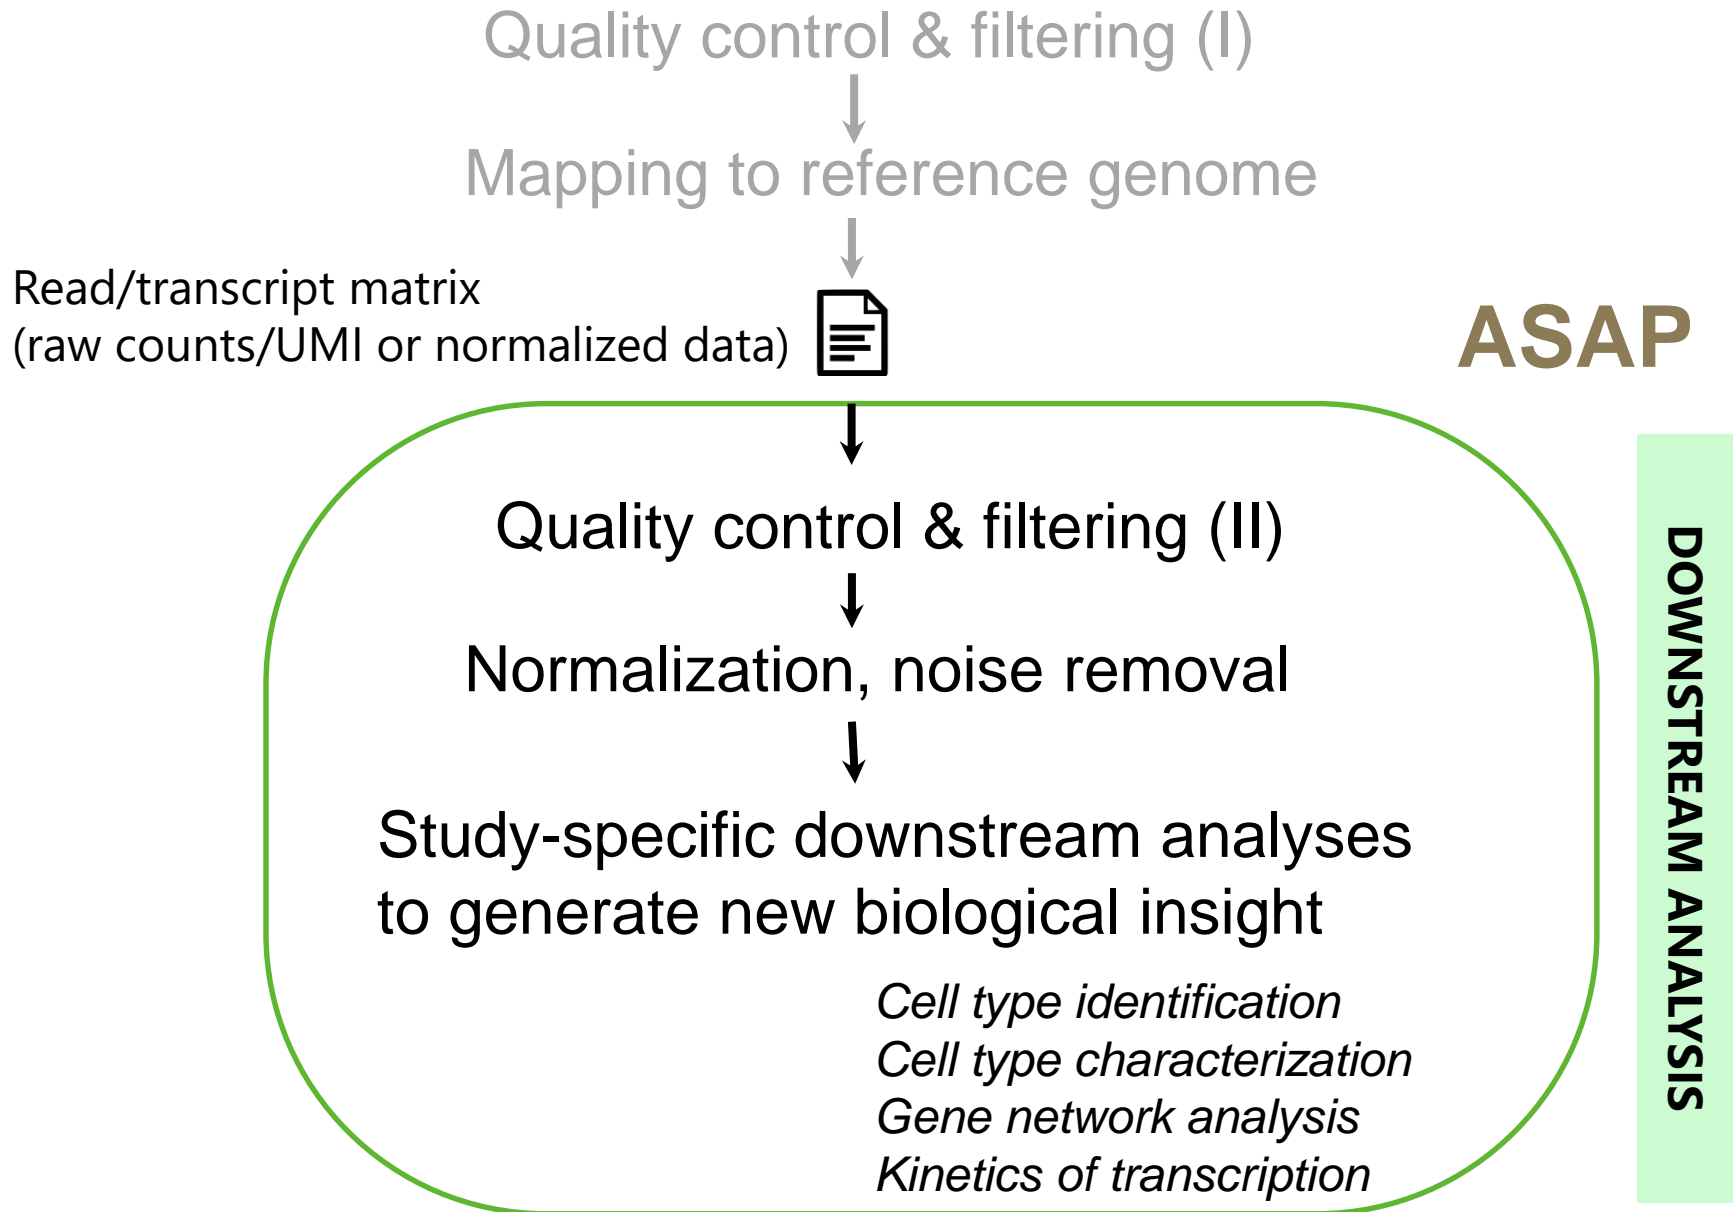 Quality control & filtering (I)
Mapping to reference genome
Read/transcript matrix
(raw counts/UMI or normalized data)
ASAP
Quality control & filtering (II)
Normalization, noise removal
Study-specific downstream analyses
to generate new biological insight
Cell type identification
Cell type characterization
Gene network analysis
Kinetics of transcription
DOWNSTREAM ANALYSIS